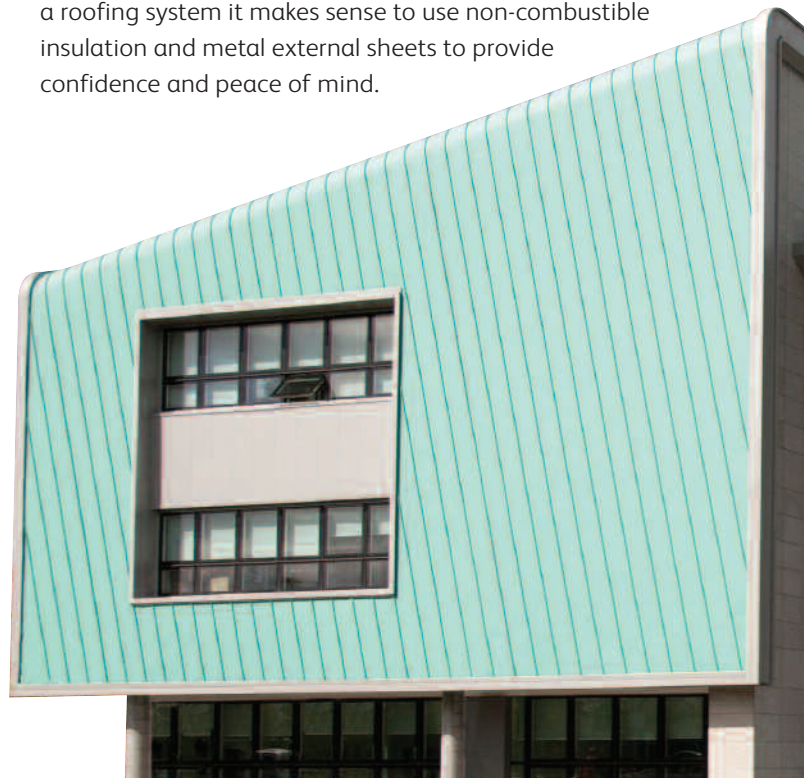 a roofing system it makes sense to use non-combustible
insulation and metal external sheets to provide
confidence and peace of mind.